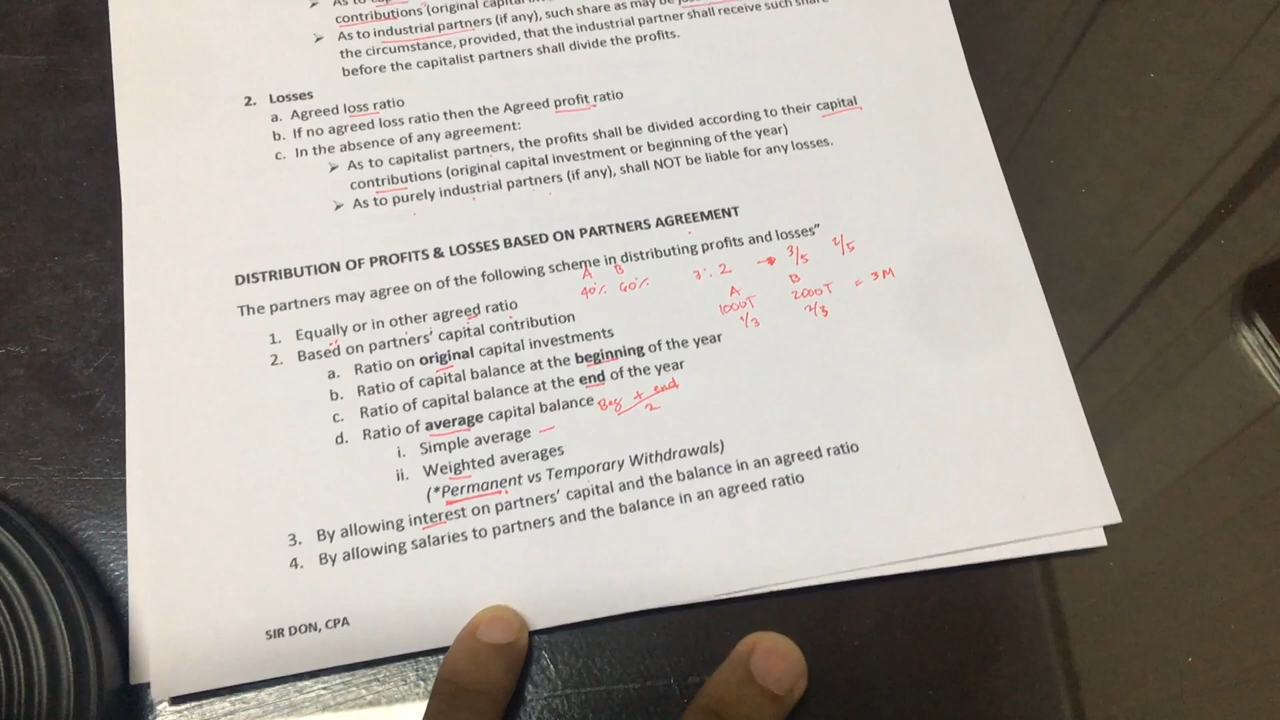 contributions (original capital
➢ As to industrial partners (if any), such share as may be
the circumstance, provided, that the industrial partner shall receive such share
before the capitalist partners shall divide the profits.
2. Losses
a. Agreed loss ratio
b. If no agreed loss ratio then the Agreed profit ratio
c. In the absence of any agreement:
➢ As to capitalist partners, the profits shall be divided according to their capital
contributions (original capital investment or beginning of the year)
➢ As to purely industrial partners (if any), shall NOT be liable for any losses.
DISTRIBUTION OF PROFITS & LOSSES BASED ON PARTNERS AGREEMENT
The partners may agree on of the following scheme in distributing profits and losses"
A B
40% 60% 3:2 → 3/5 2/5
A B
1000T 2000T = 3M
1/3 2/3
1. Equally or in other agreed ratio
2. Based on partners' capital contribution
a. Ratio on original capital investments
b. Ratio of capital balance at the beginning of the year
c. Ratio of capital balance at the end of the year
d. Ratio of average capital balance Beg + end
2
i. Simple average
ii. Weighted averages
(*Permanent vs Temporary Withdrawals)
3. By allowing interest on partners' capital and the balance in an agreed ratio
4. By allowing salaries to partners and the balance in an agreed ratio
SIR DON, CPA